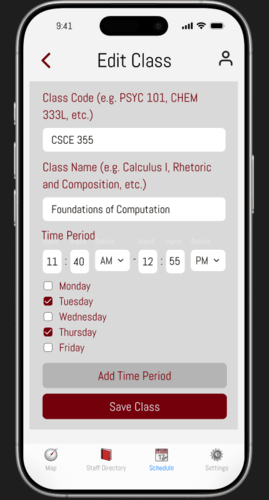 9:41
Edit Class
Class Code (e.g. PSYC 101, CHEM
333L, etc.)
CSCE 355
Class Name (e.g. Calculus I, Rhetoric
and Composition, etc.)
Foundations of Computation
Time Period
11 : 40 AM - 12 : 55 PM
Monday
Tuesday
Wednesday
Thursday
Friday
Add Time Period
Save Class
Map Staff Directory Schedule Settings